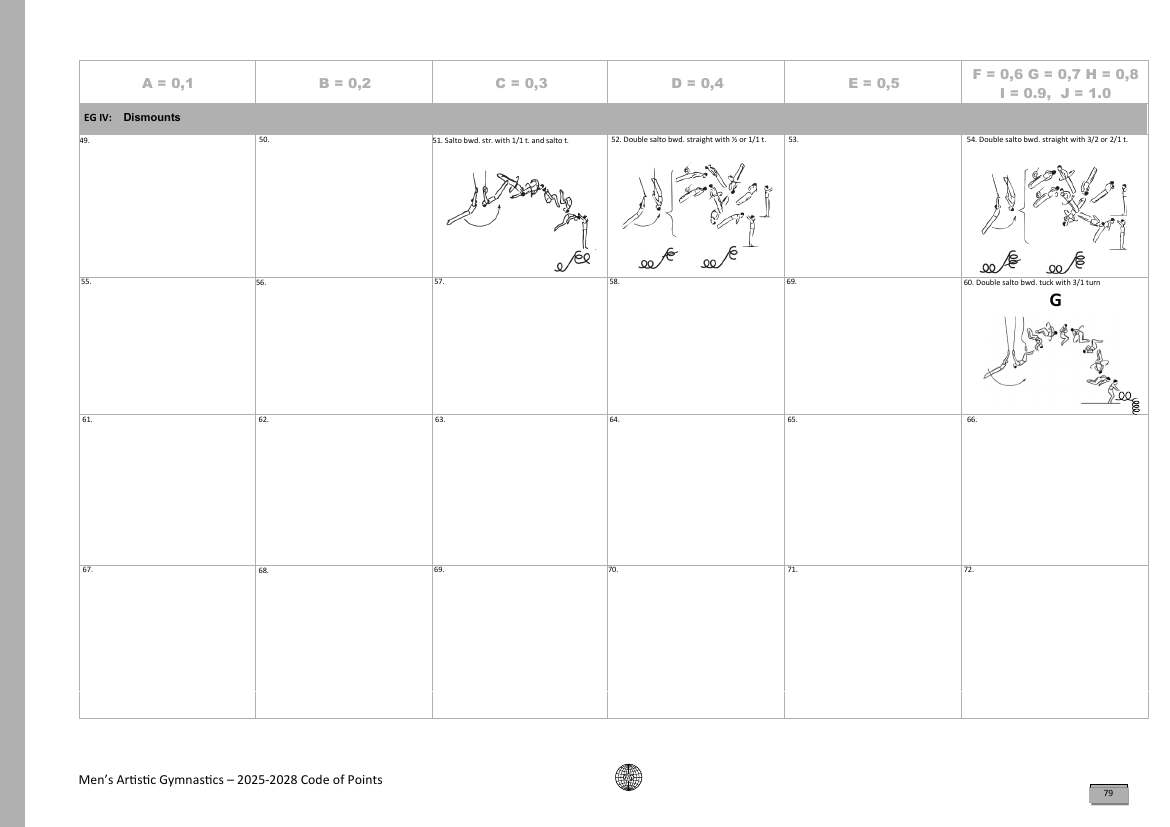 A = 0,1
B = 0,2
C = 0,3
D = 0,4
E = 0,5
F = 0,6 G = 0,7 H = 0,8
I = 0.9, J = 1.0
EG IV: Dismounts
49.
50.
51. Salto bwd. str. with 1/1 t. and salto t.
52. Double salto bwd. straight with ½ or 1/1 t.
53.
54. Double salto bwd. straight with 3/2 or 2/1 t.
55.
56.
57.
58.
69.
60. Double salto bwd. tuck with 3/1 turn
G
61.
62.
63.
64.
65.
66.
67.
68.
69.
70.
71.
72.
Men's Artistic Gymnastics – 2025-2028 Code of Points
79